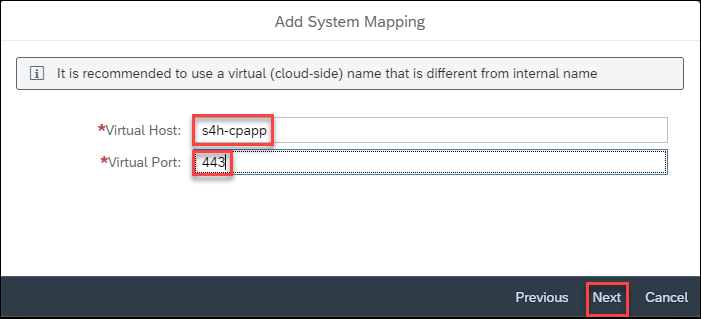 Add System Mapping
It is recommended to use a virtual (cloud-side) name that is different from internal name
*Virtual Host: s4h-cpapp
*Virtual Port: 443
Previous Next Cancel